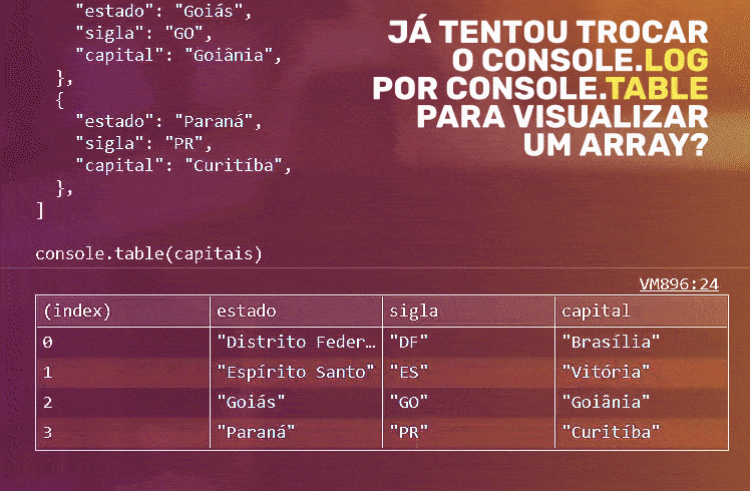 "estado": "Goiás",
"sigla": "GO",
"capital": "Goiânia",
},
{
"estado": "Paraná",
"sigla": "PR",
"capital": "Curitíba",
},
]
console.table(capitais)
JÁ TENTOU TROCAR
O CONSOLE.LOG
POR CONSOLE.TABLE
PARA VISUALIZAR
UM ARRAY?
VM896:24
(index) estado sigla capital
0 "Distrito Feder… "DF" "Brasília"
1 "Espírito Santo" "ES" "Vitória"
2 "Goiás" "GO" "Goiânia"
3 "Paraná" "PR" "Curitíba"